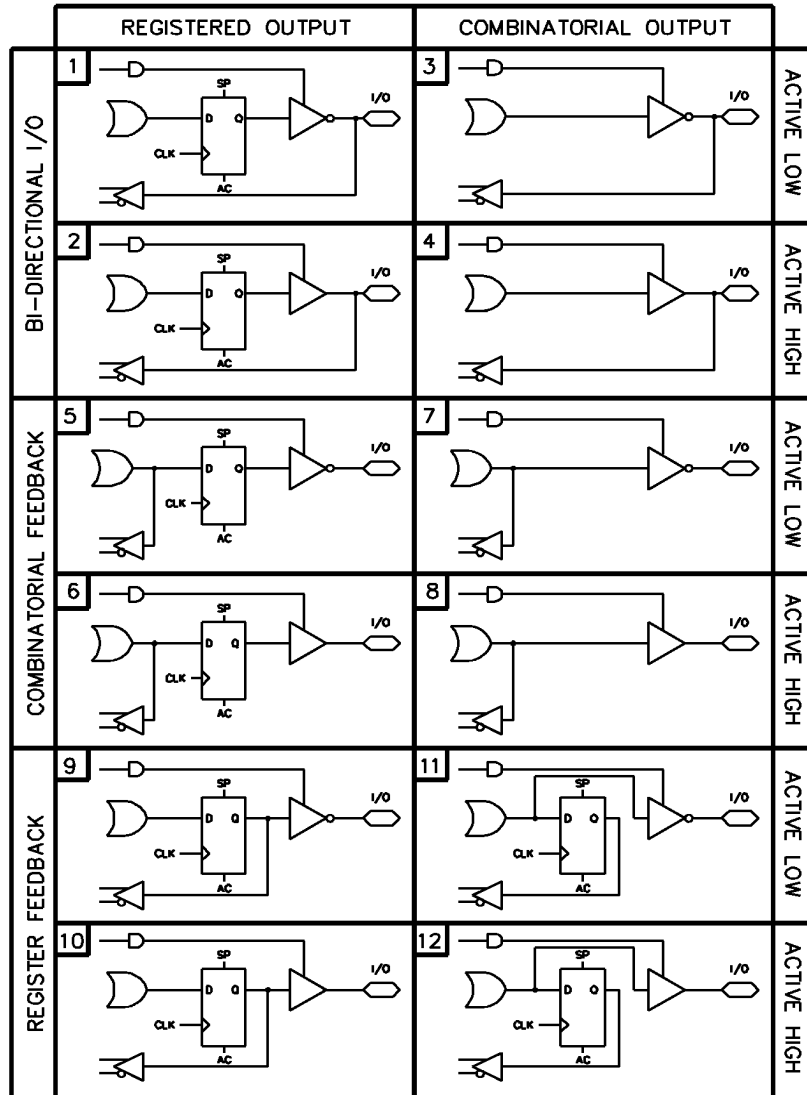 REGISTERED OUTPUT
COMBINATORIAL OUTPUT
BI-DIRECTIONAL I/O
1
SP
I/O
D Q
CLK
AC
3
I/O
ACTIVE LOW
2
SP
I/O
D Q
CLK
AC
4
I/O
ACTIVE HIGH
COMBINATORIAL FEEDBACK
5
SP
I/O
D Q
CLK
AC
7
I/O
ACTIVE LOW
6
SP
I/O
D Q
CLK
AC
8
I/O
ACTIVE HIGH
REGISTER FEEDBACK
9
SP
I/O
D Q
CLK
AC
11
SP
I/O
D Q
CLK
AC
ACTIVE LOW
10
SP
I/O
D Q
CLK
AC
12
SP
I/O
D Q
CLK
AC
ACTIVE HIGH